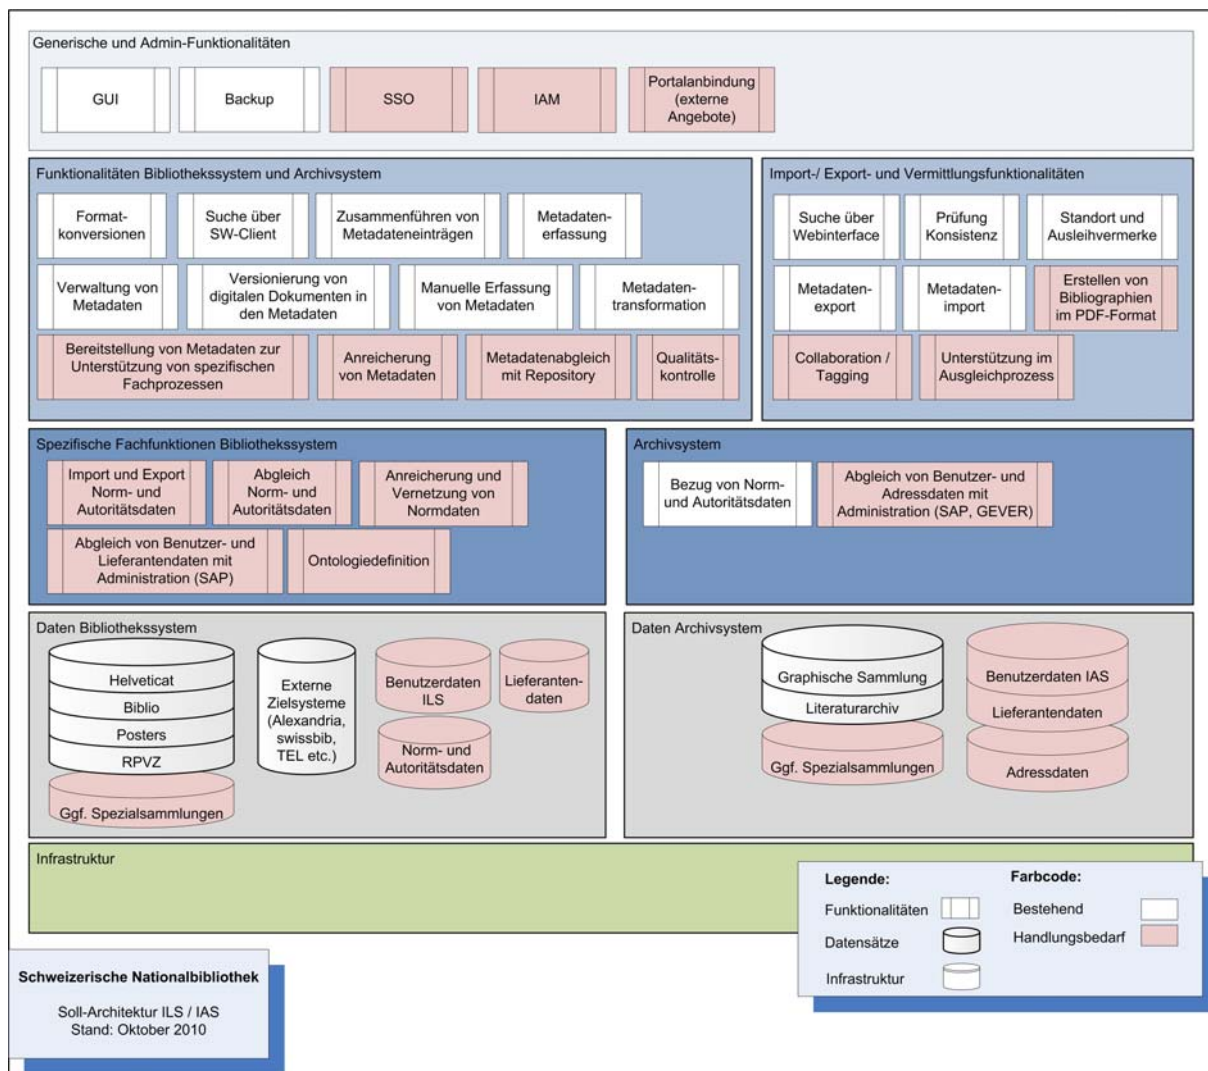 Generische und Admin-Funktionalitäten
GUI
Backup
SSO
IAM
Portalanbindung
(externe
Angebote)
Funktionalitäten Bibliothekssystem und Archivsystem
Format-
konversionen
Suche über
SW-Client
Zusammenführen von
Metadateneinträgen
Metadaten-
erfassung
Verwaltung von
Metadaten
Versionierung von
digitalen Dokumenten in
den Metadaten
Manuelle Erfassung
von Metadaten
Metadaten-
transformation
Bereitstellung von Metadaten zur
Unterstützung von spezifischen
Fachprozessen
Anreicherung
von Metadaten
Metadatenabgleich
mit Repository
Qualitäts-
kontrolle
Import-/ Export- und Vermittlungsfunktionalitäten
Suche über
Webinterface
Prüfung
Konsistenz
Standort und
Ausleihvermerke
Metadaten-
export
Metadaten-
import
Erstellen von
Bibliographien
im PDF-Format
Collaboration /
Tagging
Unterstützung im
Ausgleichprozess
Spezifische Fachfunktionen Bibliothekssystem
Import und Export
Norm- und
Autoritätsdaten
Abgleich
Norm- und
Autoritätsdaten
Anreicherung und
Vernetzung von
Normdaten
Abgleich von Benutzer- und
Lieferantendaten mit
Administration (SAP)
Ontologiedefinition
Archivsystem
Bezug von Norm-
und Autoritätsdaten
Abgleich von Benutzer- und
Adressdaten mit
Administration (SAP, GEVER)
Daten Bibliothekssystem
Helveticat
Biblio
Posters
RPVZ
Ggf. Spezialsammlungen
Externe
Zielsysteme
(Alexandria,
swissbib,
TEL etc.)
Benutzerdaten
ILS
Norm- und
Autoritätsdaten
Lieferanten-
daten
Daten Archivsystem
Graphische Sammlung
Literaturarchiv
Ggf. Spezialsammlungen
Benutzerdaten IAS
Lieferantendaten
Adressdaten
Infrastruktur
Legende:
Funktionalitäten
Datensätze
Infrastruktur
Farbcode:
Bestehend
Handlungsbedarf
Schweizerische Nationalbibliothek
Soll-Architektur ILS / IAS
Stand: Oktober 2010